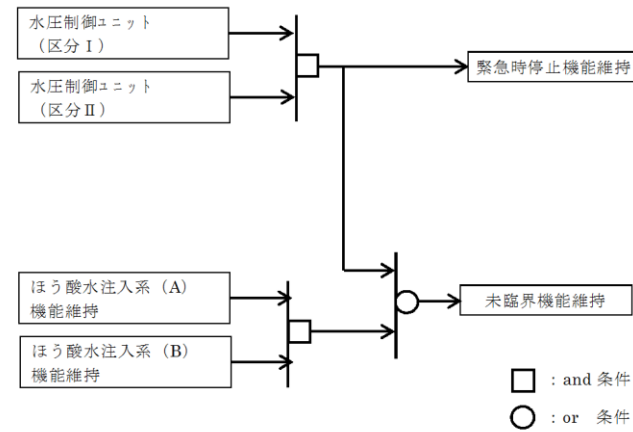 水圧制御ユニット
(区分Ⅰ)
緊急時停止機能維持
水圧制御ユニット
(区分Ⅱ)
ほう酸水注入系(A)
機能維持
未臨界機能維持
ほう酸水注入系(B)
機能維持
:and 条件
:or 条件